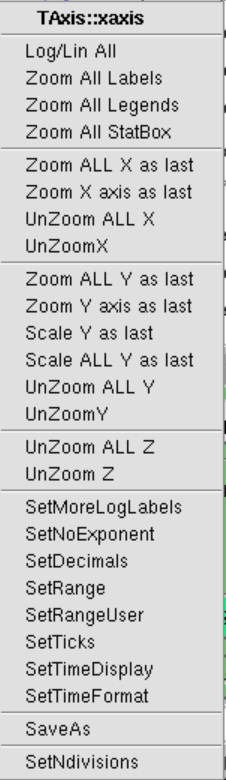 TAxis::xaxis
Log/Lin All
Zoom All Labels
Zoom All Legends
Zoom All StatBox
Zoom ALL X as last
Zoom X axis as last
UnZoom ALL X
UnZoomX
Zoom ALL Y as last
Zoom Y axis as last
Scale Y as last
Scale ALL Y as last
UnZoom ALL Y
UnZoomY
UnZoom ALL Z
UnZoom Z
SetMoreLogLabels
SetNoExponent
SetDecimals
SetRange
SetRangeUser
SetTicks
SetTimeDisplay
SetTimeFormat
SaveAs
SetNdivisions